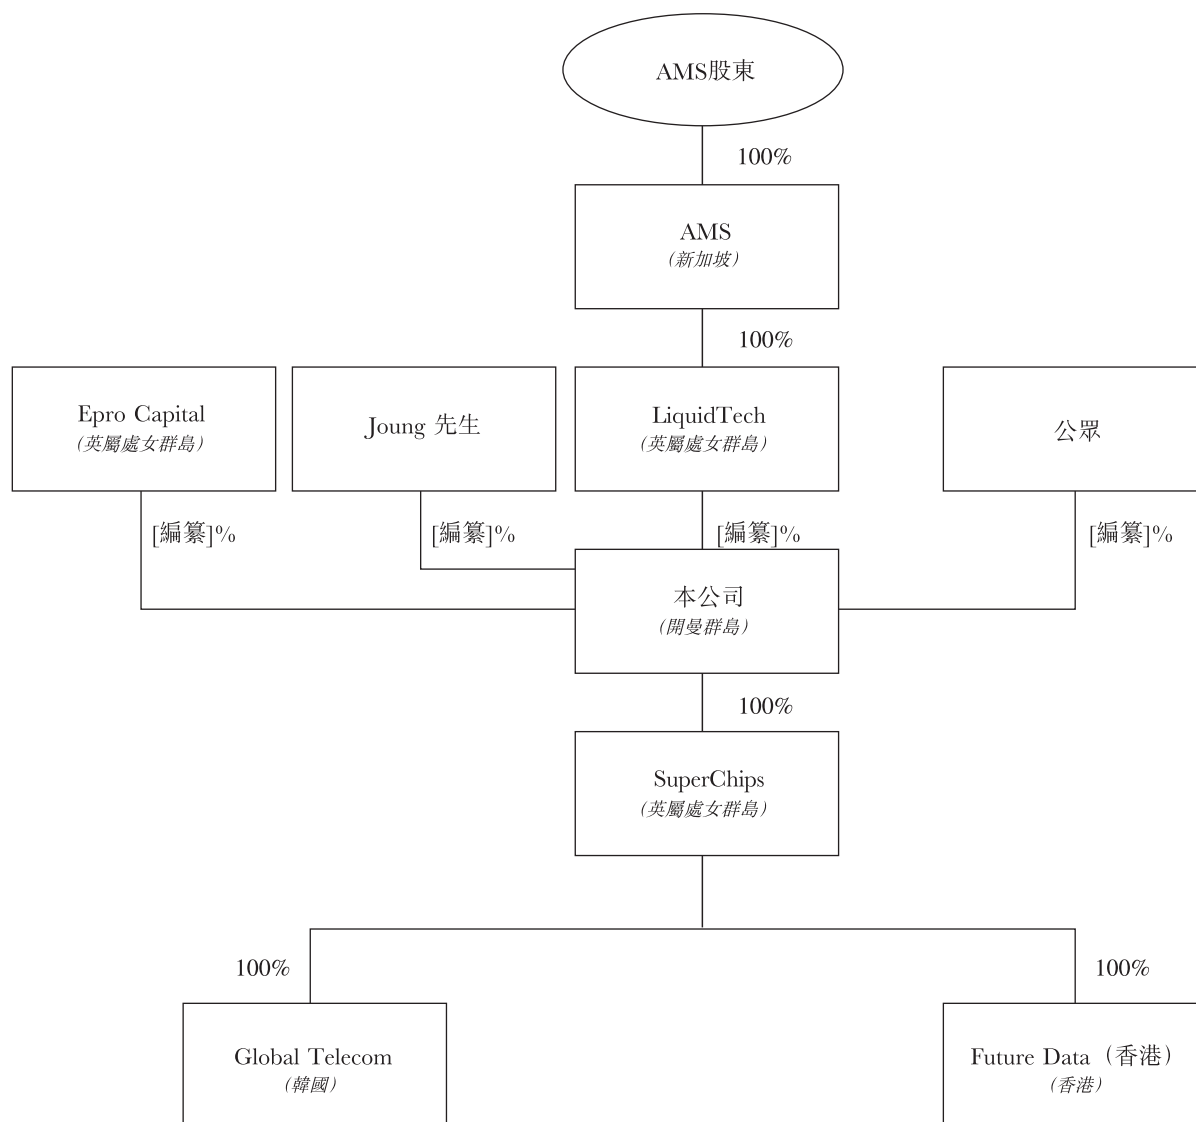 AMS股東
100%
AMS
（新加坡）
100%
Epro Capital
（英屬處女群島）
Joung 先生
LiquidTech
（英屬處女群島）
公眾
[編纂]%
[編纂]%
[編纂]%
[編纂]%
本公司
（開曼群島）
100%
SuperChips
（英屬處女群島）
100%
100%
Global Telecom
（韓國）
Future Data（香港）
（香港）